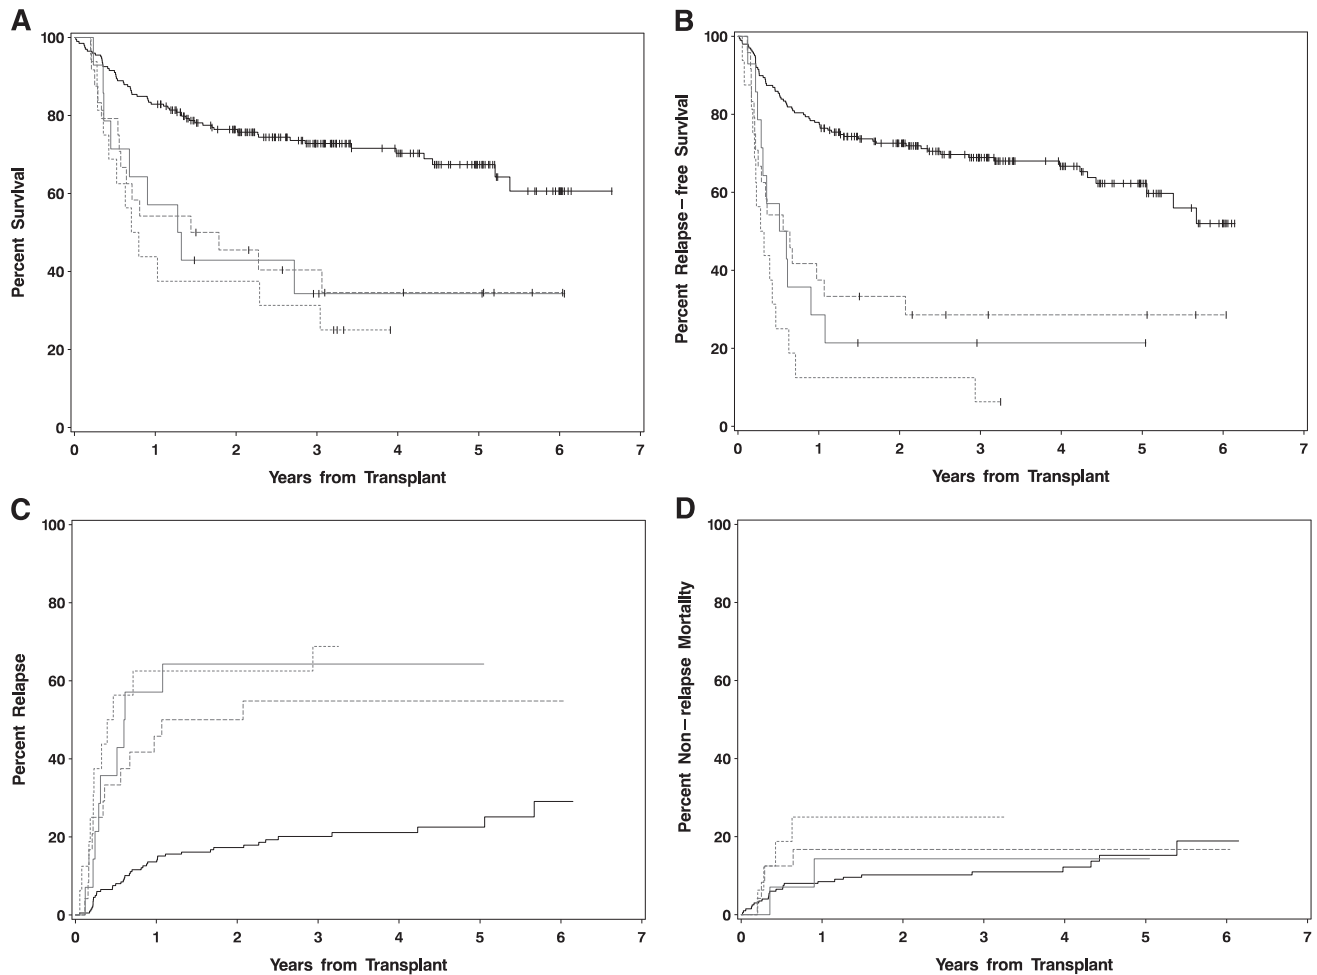 A
100
80
60
40
20
0
Percent Survival
0 1 2 3 4 5 6 7
Years from Transplant
B
100
80
60
40
20
0
Percent Relapse-free Survival
0 1 2 3 4 5 6 7
Years from Transplant
C
100
80
60
40
20
0
Percent Relapse
0 1 2 3 4 5 6 7
Years from Transplant
D
100
80
60
40
20
0
Percent Non-relapse Mortality
0 1 2 3 4 5 6 7
Years from Transplant